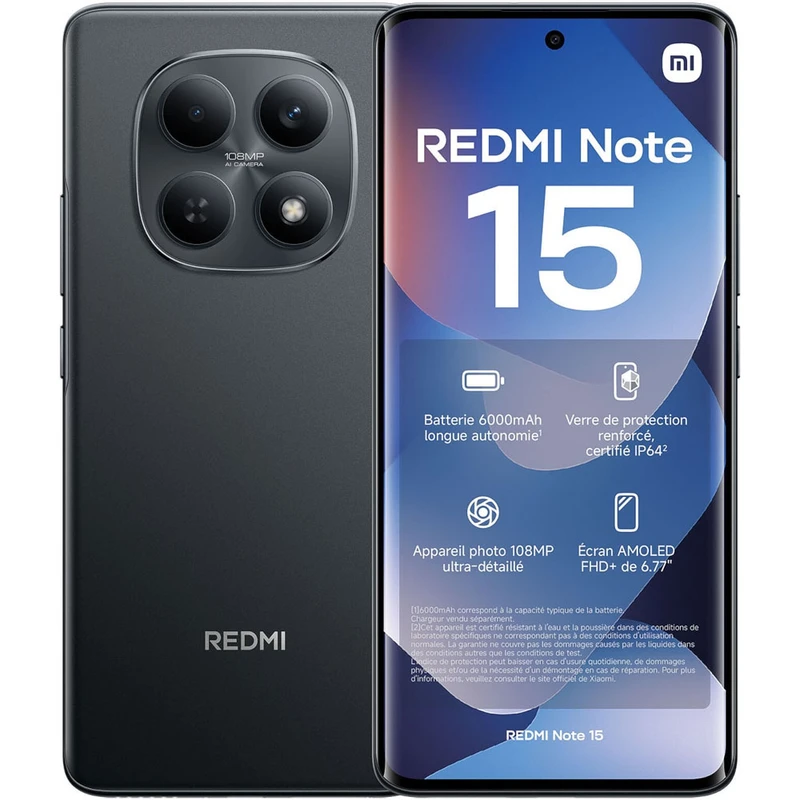 108MP
AI CAMERA
REDMI
mi
REDMI Note
15
Batterie 6000mAh
longue autonomie¹
Verre de protection
renforcé,
certifié IP64²
Appareil photo 108MP
ultra-détaillé
Écran AMOLED
FHD+ de 6.77"
[1]6000mAh correspond à la capacité typique de la batterie.
Chargeur vendu séparement.
[2]Cet appareil est certifié résistant à l'eau et la poussière dans des conditions de
laboratoire spécifiques ne correspondant pas à des conditions d'utilisation
normales. La garantie ne couvre pas les dommages causés par les liquides dans
des conditions autres que les conditions de test.
L'indice de protection peut baisser en cas d'usure quotidienne, de dommages
physiques et/ou de la nécessité d'un démontage en cas de réparation. Pour plus
d'informations, veuillez consulter le site officiel de Xiaomi.
REDMI Note 15